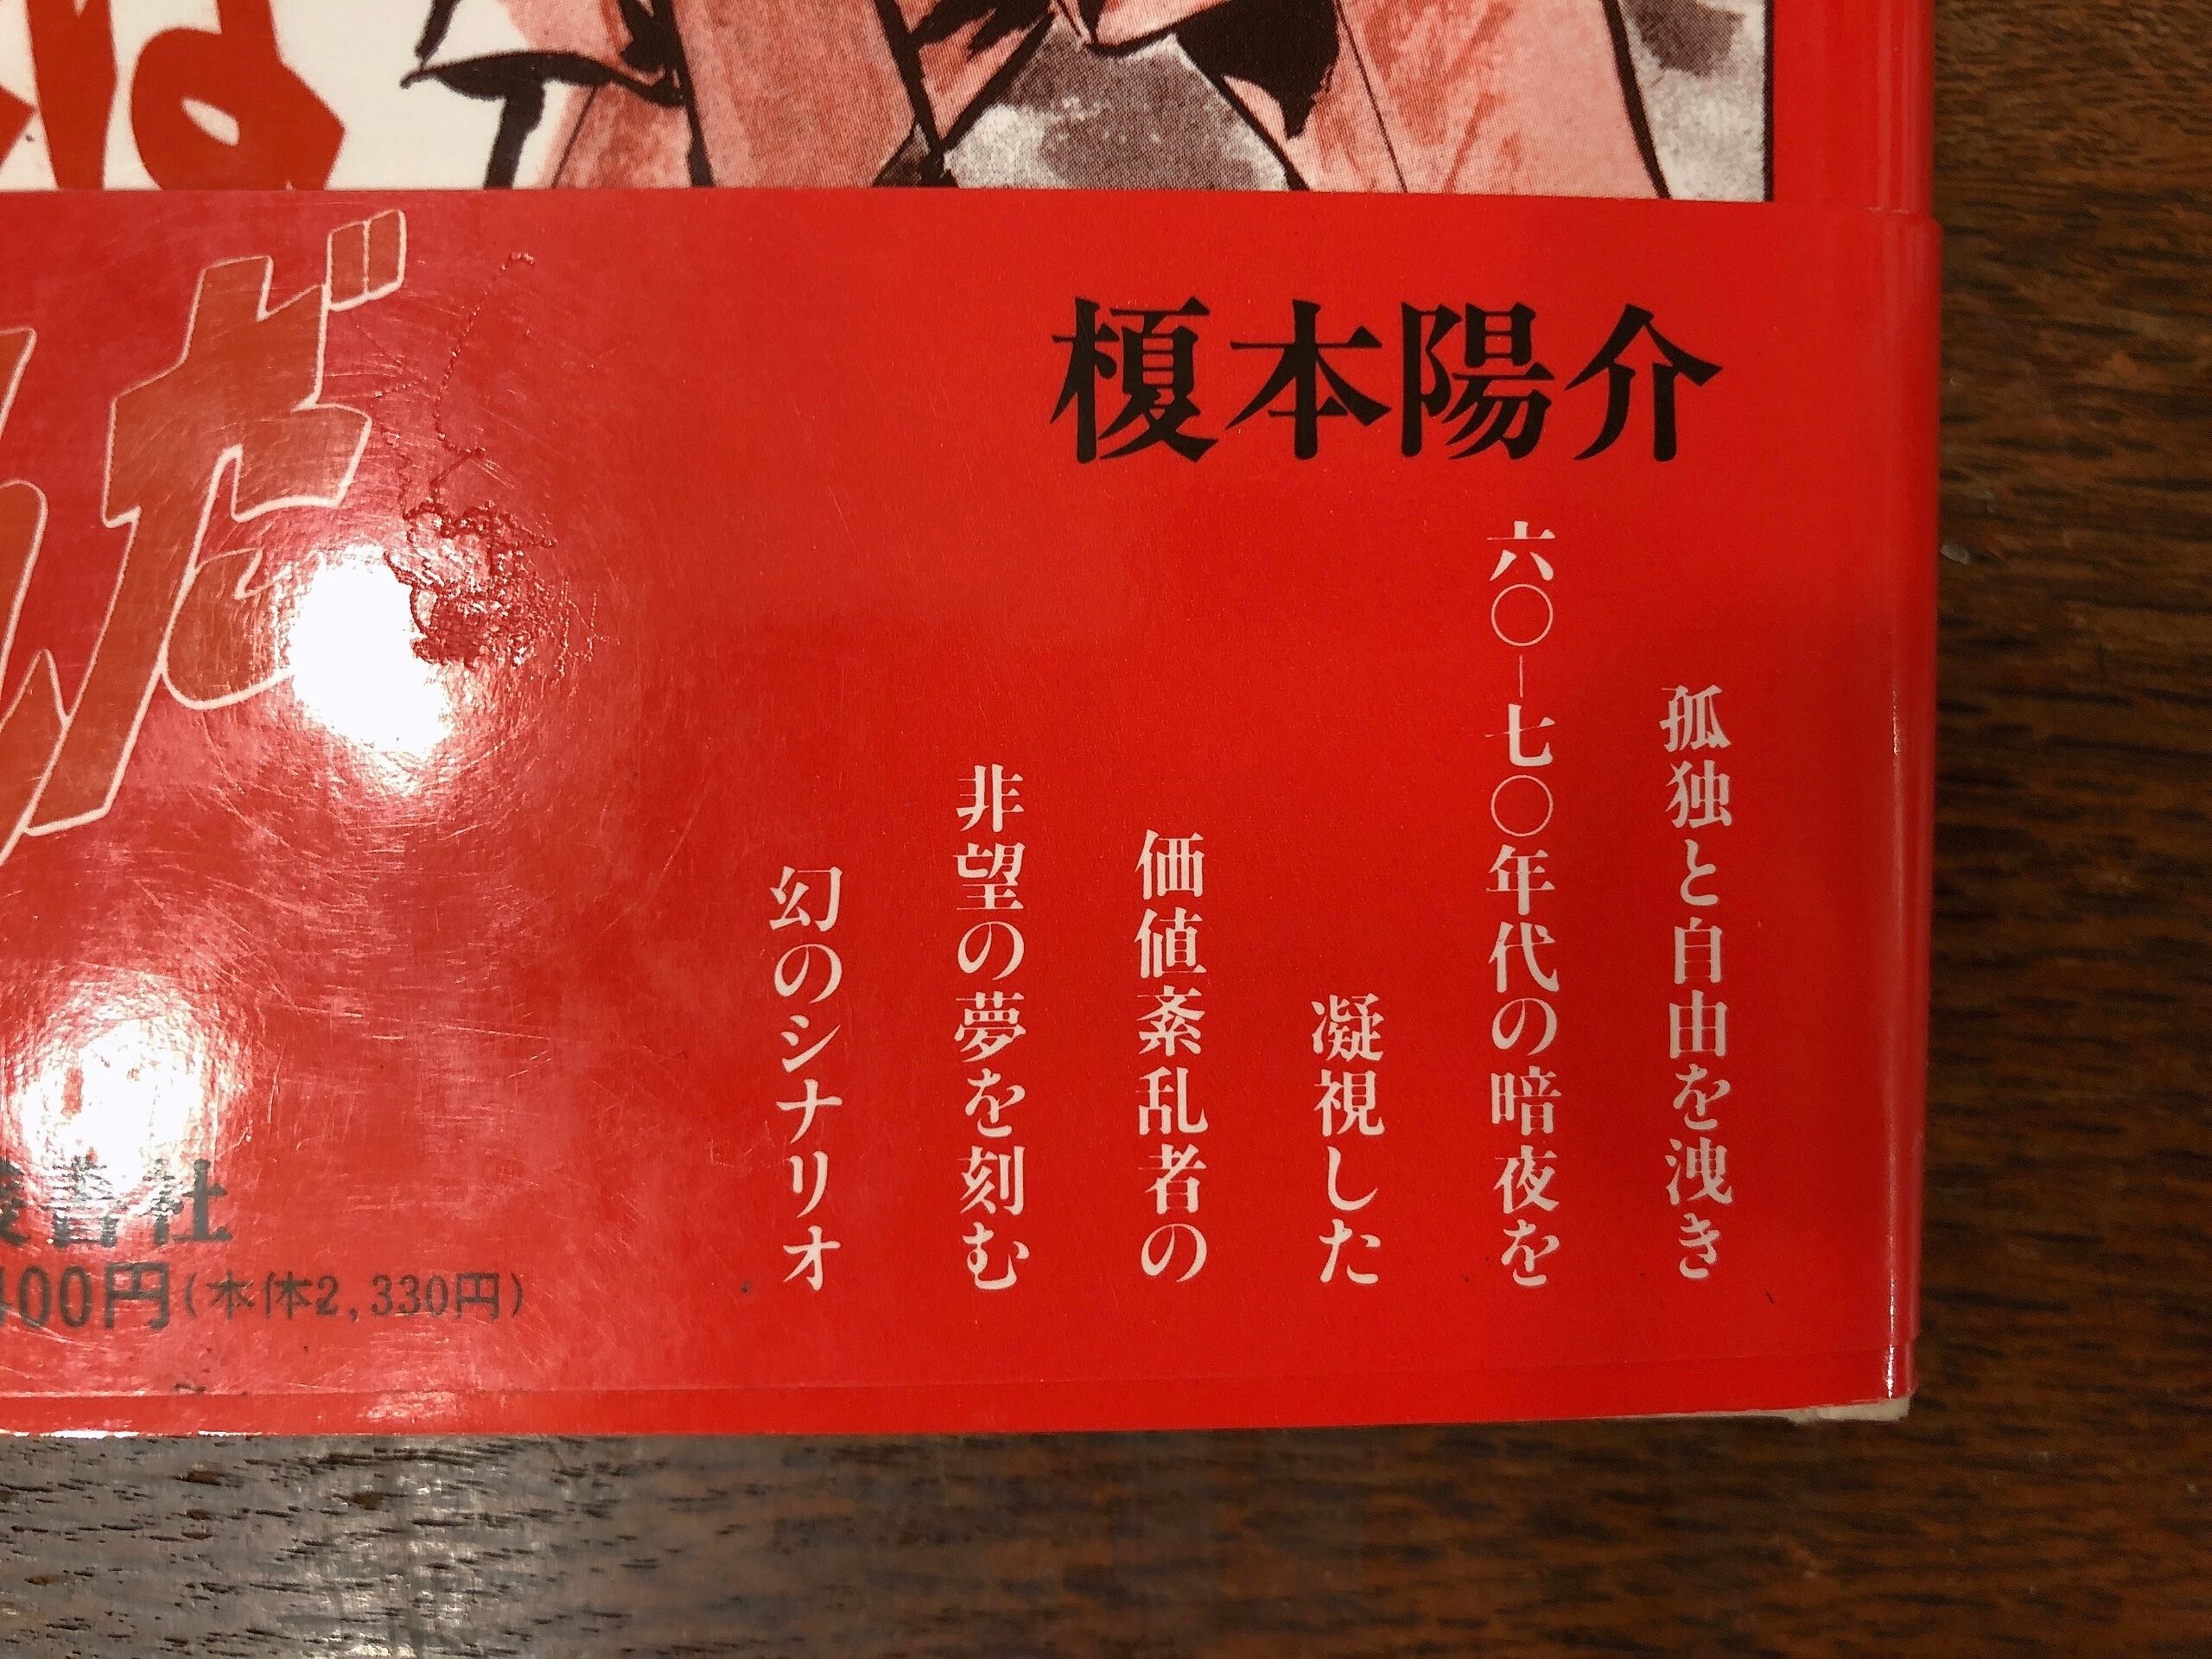 榎本陽介
孤独と自由を洩き
六〇―七〇年代の暗夜を
凝視した
価値紊乱者の
非望の夢を刻む
幻のシナリオ
書社
400円(本体2,330円)